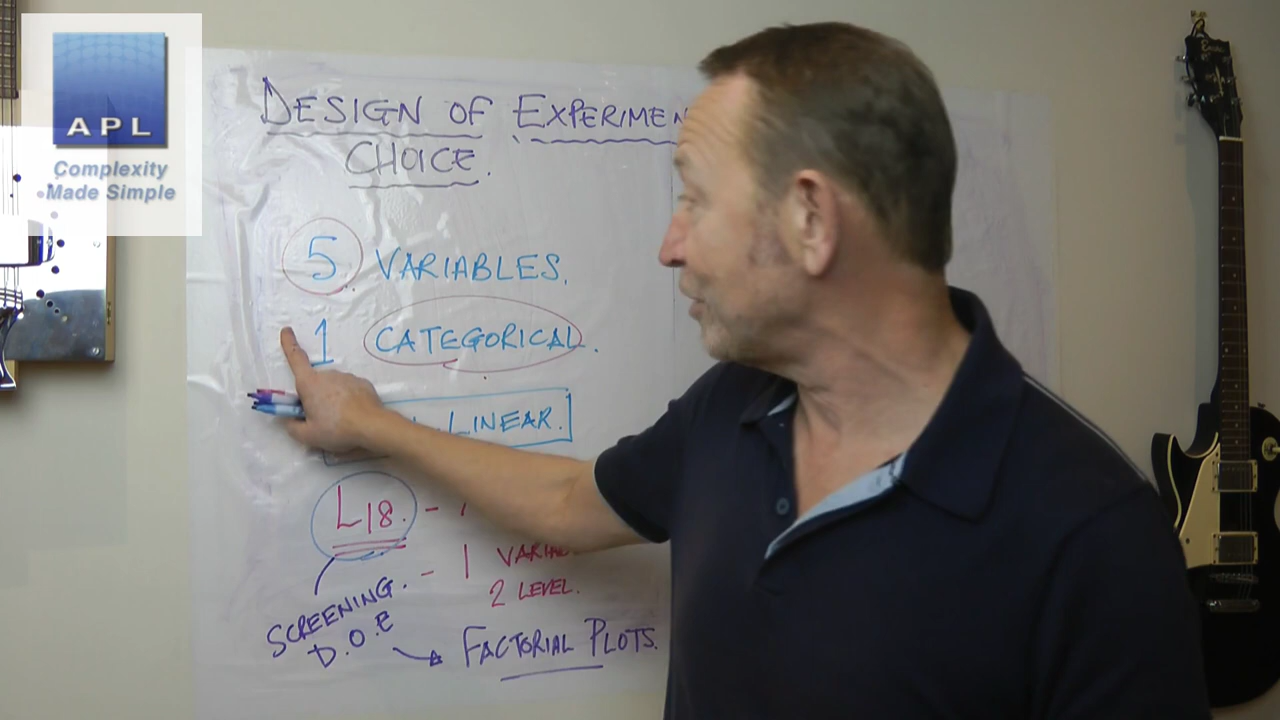 APL
Complexity
Made Simple
DESIGN OF EXPERIMEN
CHOICE.
5 VARIABLES.
1 CATEGORICAL.
LINEAR.
L18. -
- 1
2 LEVEL.
SCREENING.
D.O.E
FACTORIAL PLOTS.